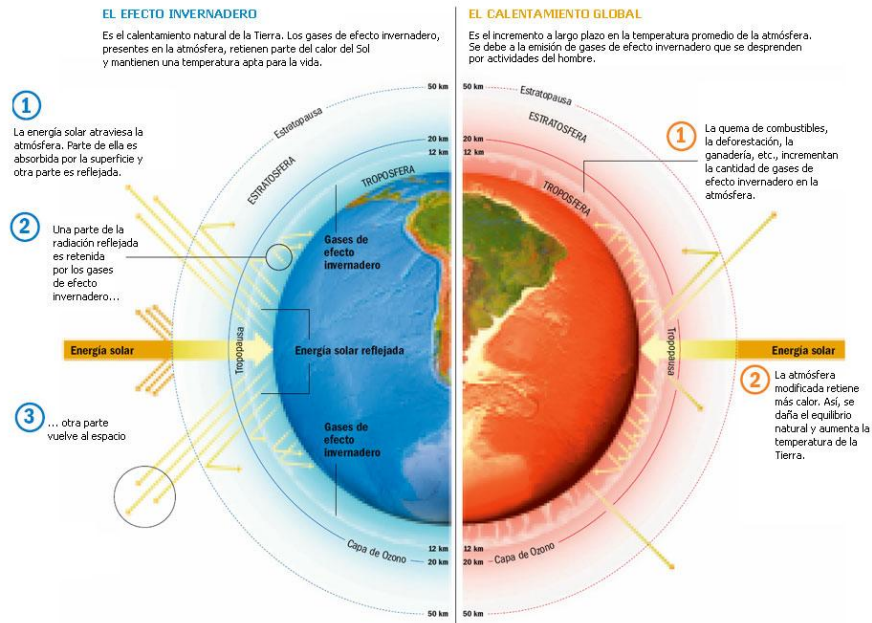 EL EFECTO INVERNADERO
Es el calentamiento natural de la Tierra. Los gases de efecto invernadero,
presentes en la atmósfera, retienen parte del calor del Sol
y mantienen una temperatura apta para la vida.
1
La energía solar atraviesa la
atmósfera. Parte de ella es
absorbida por la superficie y
otra parte es reflejada.
2
Una parte de la
radiación reflejada
es retenida
por los gases
de efecto
invernadero...
Energía solar
3
... otra parte
vuelve al espacio
50 km
Estratopausa
20 km
12 km
ESTRATOSFERA
TROPOSFERA
Gases de
efecto
invernadero
Tropopausa
Energía solar reflejada
Gases de
efecto
invernadero
Capa de Ozono
12 km
20 km
50 km
EL CALENTAMIENTO GLOBAL
Es el incremento a largo plazo en la temperatura promedio de la atmósfera.
Se debe a la emisión de gases de efecto invernadero que se desprenden
por actividades del hombre.
50 km
Estratopausa
ESTRATOSFERA
20 km
12 km
TROPOSFERA
1
La quema de combustibles,
la deforestación, la
ganadería, etc., incrementan
la cantidad de gases de
efecto invernadero en la
atmósfera.
Tropopausa
Energía solar
2
La atmósfera
modificada retiene
más calor. Así, se
daña el equilibrio
natural y aumenta la
temperatura de la
Tierra.
12 km
20 km
Capa de Ozono
50 km